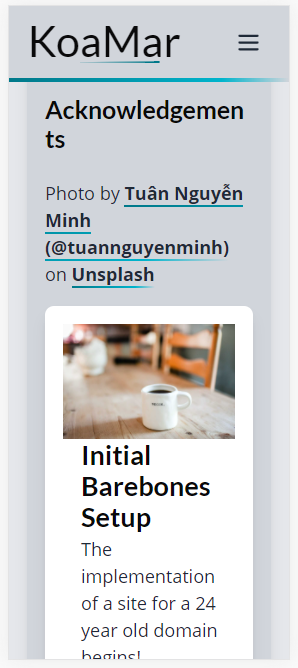 KoaMar
Acknowledgemen
ts
Photo by Tuân Nguyễn
Minh
(@tuannguyenminh)
on Unsplash
Initial
Barebones
Setup
The
implementation
of a site for a 24
year old domain
begins!